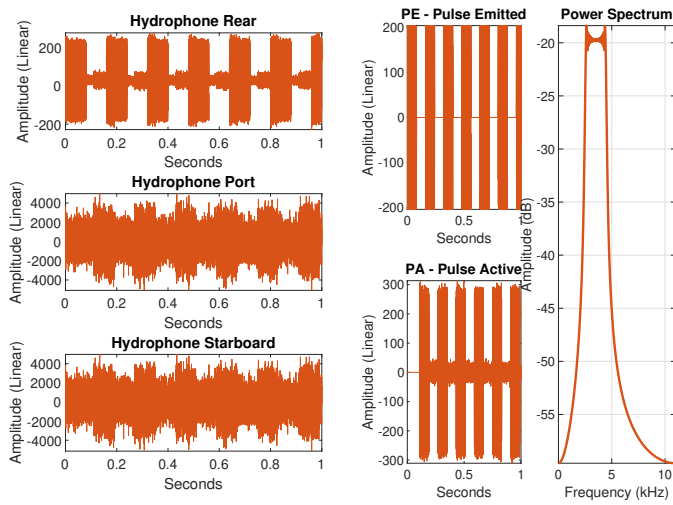 Hydrophone Rear
Amplitude (Linear)
200
0
-200
0 0.2 0.4 0.6 0.8 1
Seconds
Hydrophone Port
Amplitude (Linear)
4000
2000
0
-2000
-4000
0 0.2 0.4 0.6 0.8 1
Seconds
Hydrophone Starboard
Amplitude (Linear)
4000
2000
0
-2000
-4000
0 0.2 0.4 0.6 0.8 1
Seconds
PE - Pulse Emitted
Amplitude (Linear)
200
100
0
-100
-200
0 0.5 1
Seconds
PA - Pulse Active
Amplitude (Linear)
300
200
100
0
-100
-200
-300
0 0.5 1
Seconds
Power Spectrum
Amplitude (dB)
-20
-25
-30
-35
-40
-45
-50
-55
0 5 10
Frequency (kHz)